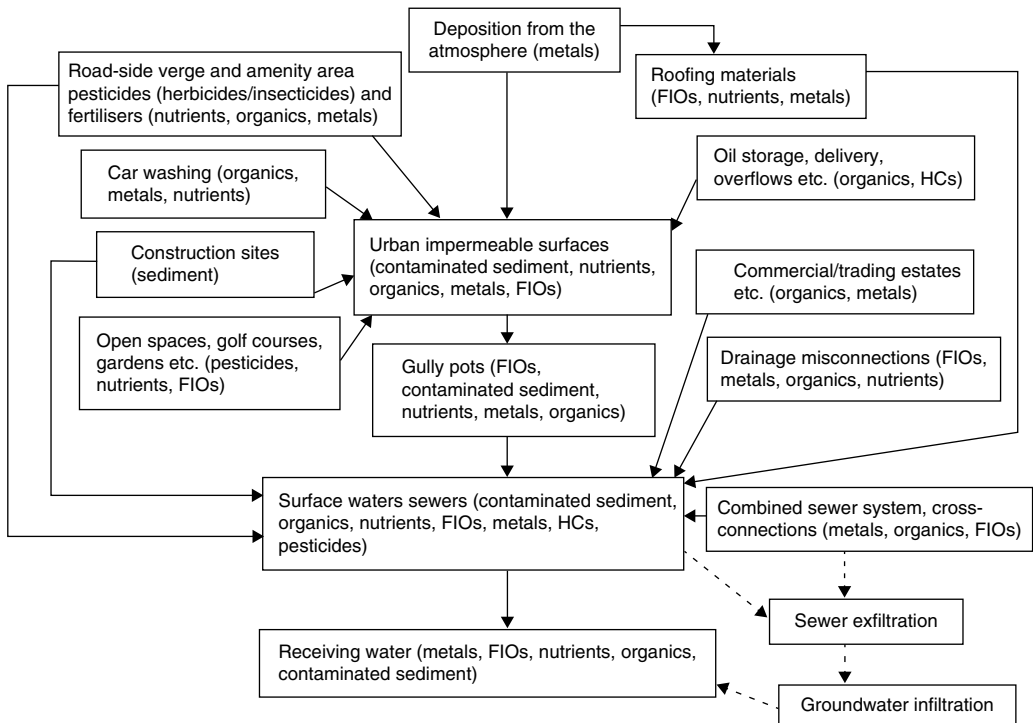 Deposition from the
atmosphere (metals)
Road-side verge and amenity area
pesticides (herbicides/insecticides) and
fertilisers (nutrients, organics, metals)
Roofing materials
(FIOs, nutrients, metals)
Car washing (organics,
metals, nutrients)
Oil storage, delivery,
overflows etc. (organics, HCs)
Construction sites
(sediment)
Urban impermeable surfaces
(contaminated sediment, nutrients,
organics, metals, FIOs)
Commercial/trading estates
etc. (organics, metals)
Open spaces, golf courses,
gardens etc. (pesticides,
nutrients, FIOs)
Gully pots (FIOs,
contaminated sediment,
nutrients, metals, organics)
Drainage misconnections (FIOs,
metals, organics, nutrients)
Surface waters sewers (contaminated sediment,
organics, nutrients, FIOs, metals, HCs,
pesticides)
Combined sewer system, cross-
connections (metals, organics, FIOs)
Sewer exfiltration
Receiving water (metals, FIOs, nutrients, organics,
contaminated sediment)
Groundwater infiltration